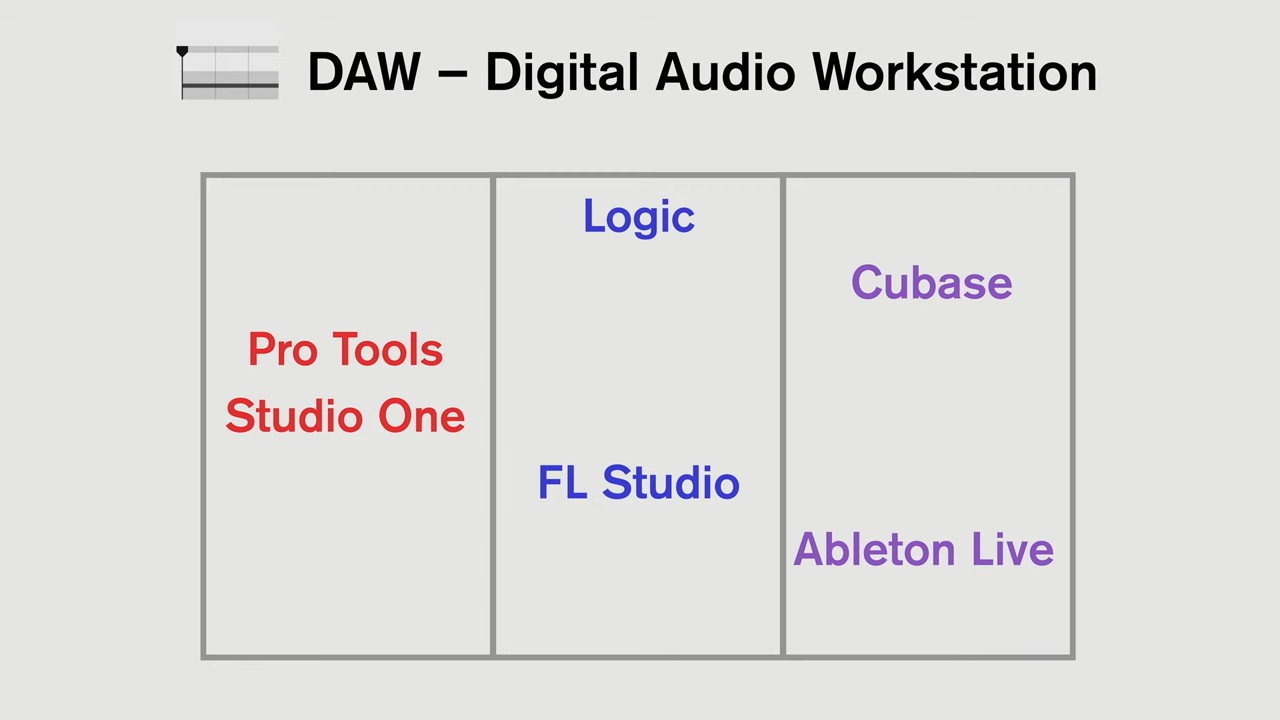 DAW – Digital Audio Workstation
Logic
Cubase
Pro Tools
Studio One
FL Studio
Ableton Live